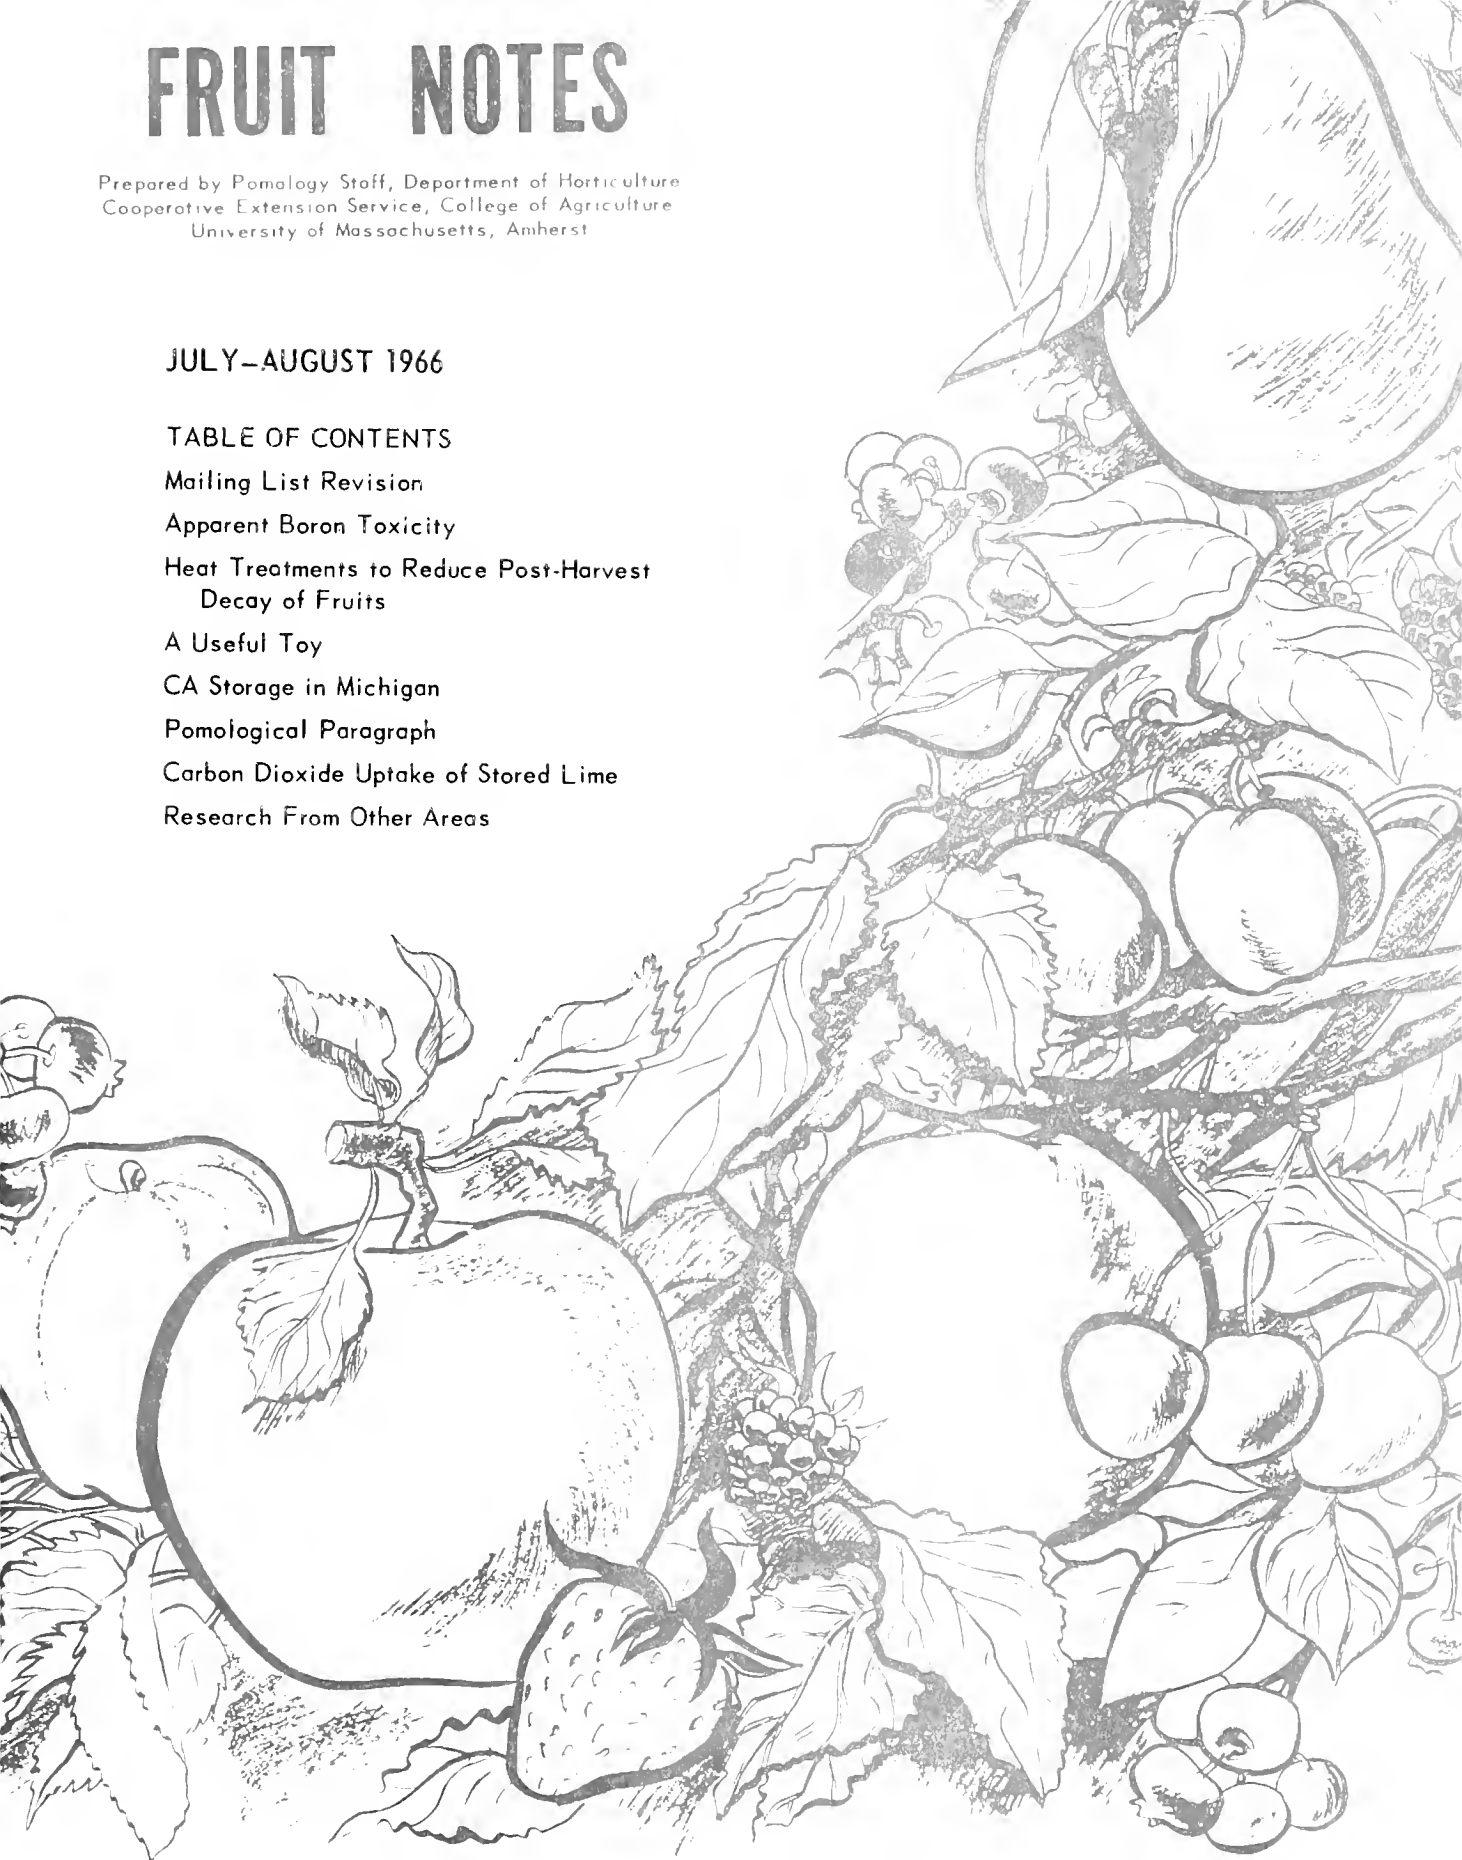 FRUIT NOTES
Prepared by Pomology Staff, Department of Horticulture
Cooperative Extension Service, College of Agriculture
University of Massachusetts, Amherst
JULY–AUGUST 1966
TABLE OF CONTENTS
Mailing List Revision
Apparent Boron Toxicity
Heat Treatments to Reduce Post-Harvest
Decay of Fruits
A Useful Toy
CA Storage in Michigan
Pomological Paragraph
Carbon Dioxide Uptake of Stored Lime
Research From Other Areas